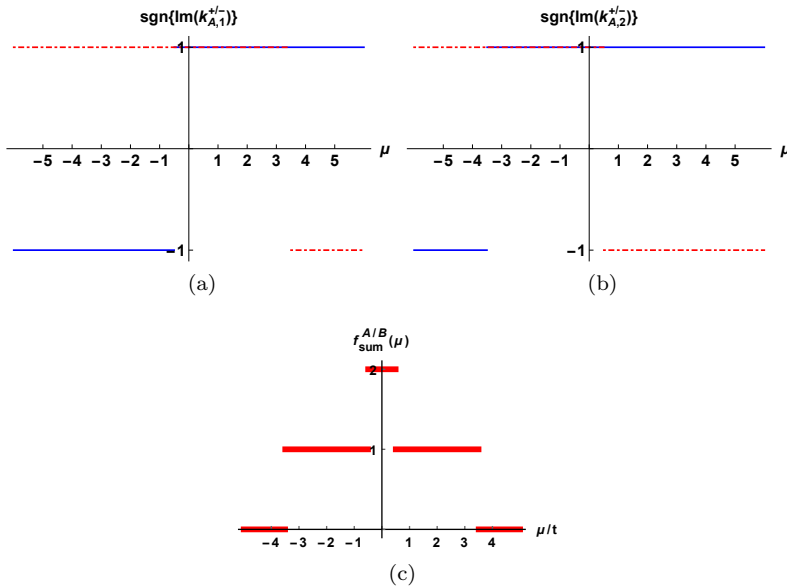 sgn{Im(k_{A,1}^{+/−})}
1
−5 −4 −3 −2 −1 1 2 3 4 5 μ
−1
(a)
sgn{Im(k_{A,2}^{+/−})}
1
−5 −4 −3 −2 −1 1 2 3 4 5 μ
−1
(b)
f_{sum}^{A/B}(μ)
2
1
−4 −3 −2 −1 1 2 3 4 μ/t
(c)